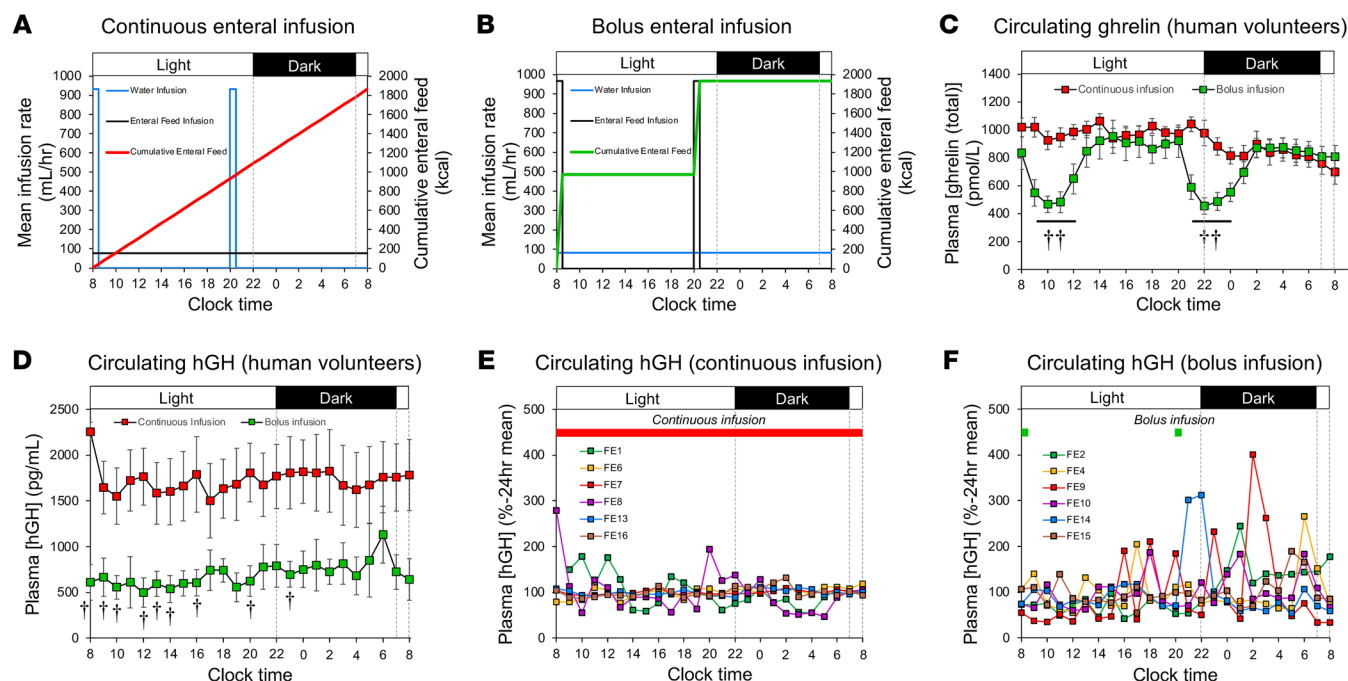 A Continuous enteral infusion
Light Dark
Mean infusion rate
(mL/hr)
1000
900
800
700
600
500
400
300
200
100
0
Water Infusion
Enteral Feed Infusion
Cumulative Enteral Feed
2000
1800
1600
1400
1200
1000
800
600
400
200
0
Cumulative enteral feed
(kcal)
8 10 12 14 16 18 20 22 0 2 4 6 8
Clock time
B Bolus enteral infusion
Light Dark
Mean infusion rate
(mL/hr)
1000
900
800
700
600
500
400
300
200
100
0
Water Infusion
Enteral Feed Infusion
Cumulative Enteral Feed
2000
1800
1600
1400
1200
1000
800
600
400
200
0
Cumulative enteral feed
(kcal)
8 10 12 14 16 18 20 22 0 2 4 6 8
Clock time
C Circulating ghrelin (human volunteers)
Light Dark
Plasma [ghrelin (total)]
(pmol/L)
1400
1200
1000
800
600
400
200
0
Continuous infusion Bolus infusion
†† ††
8 10 12 14 16 18 20 22 0 2 4 6 8
Clock time
D Circulating hGH (human volunteers)
Light Dark
Plasma [hGH] (pg/mL)
2500
2000
1500
1000
500
0
Continuous Infusion Bolus infusion
† † † † † † † † †
8 10 12 14 16 18 20 22 0 2 4 6 8
Clock time
E Circulating hGH (continuous infusion)
Light Dark
Continuous infusion
Plasma [hGH] (%-24hr mean)
500
400
300
200
100
0
FE1
FE6
FE7
FE8
FE13
FE16
8 10 12 14 16 18 20 22 0 2 4 6 8
Clock time
F Circulating hGH (bolus infusion)
Light Dark
Bolus infusion
Plasma [hGH] (%-24hr mean)
500
400
300
200
100
0
FE2
FE4
FE9
FE10
FE14
FE15
8 10 12 14 16 18 20 22 0 2 4 6 8
Clock time